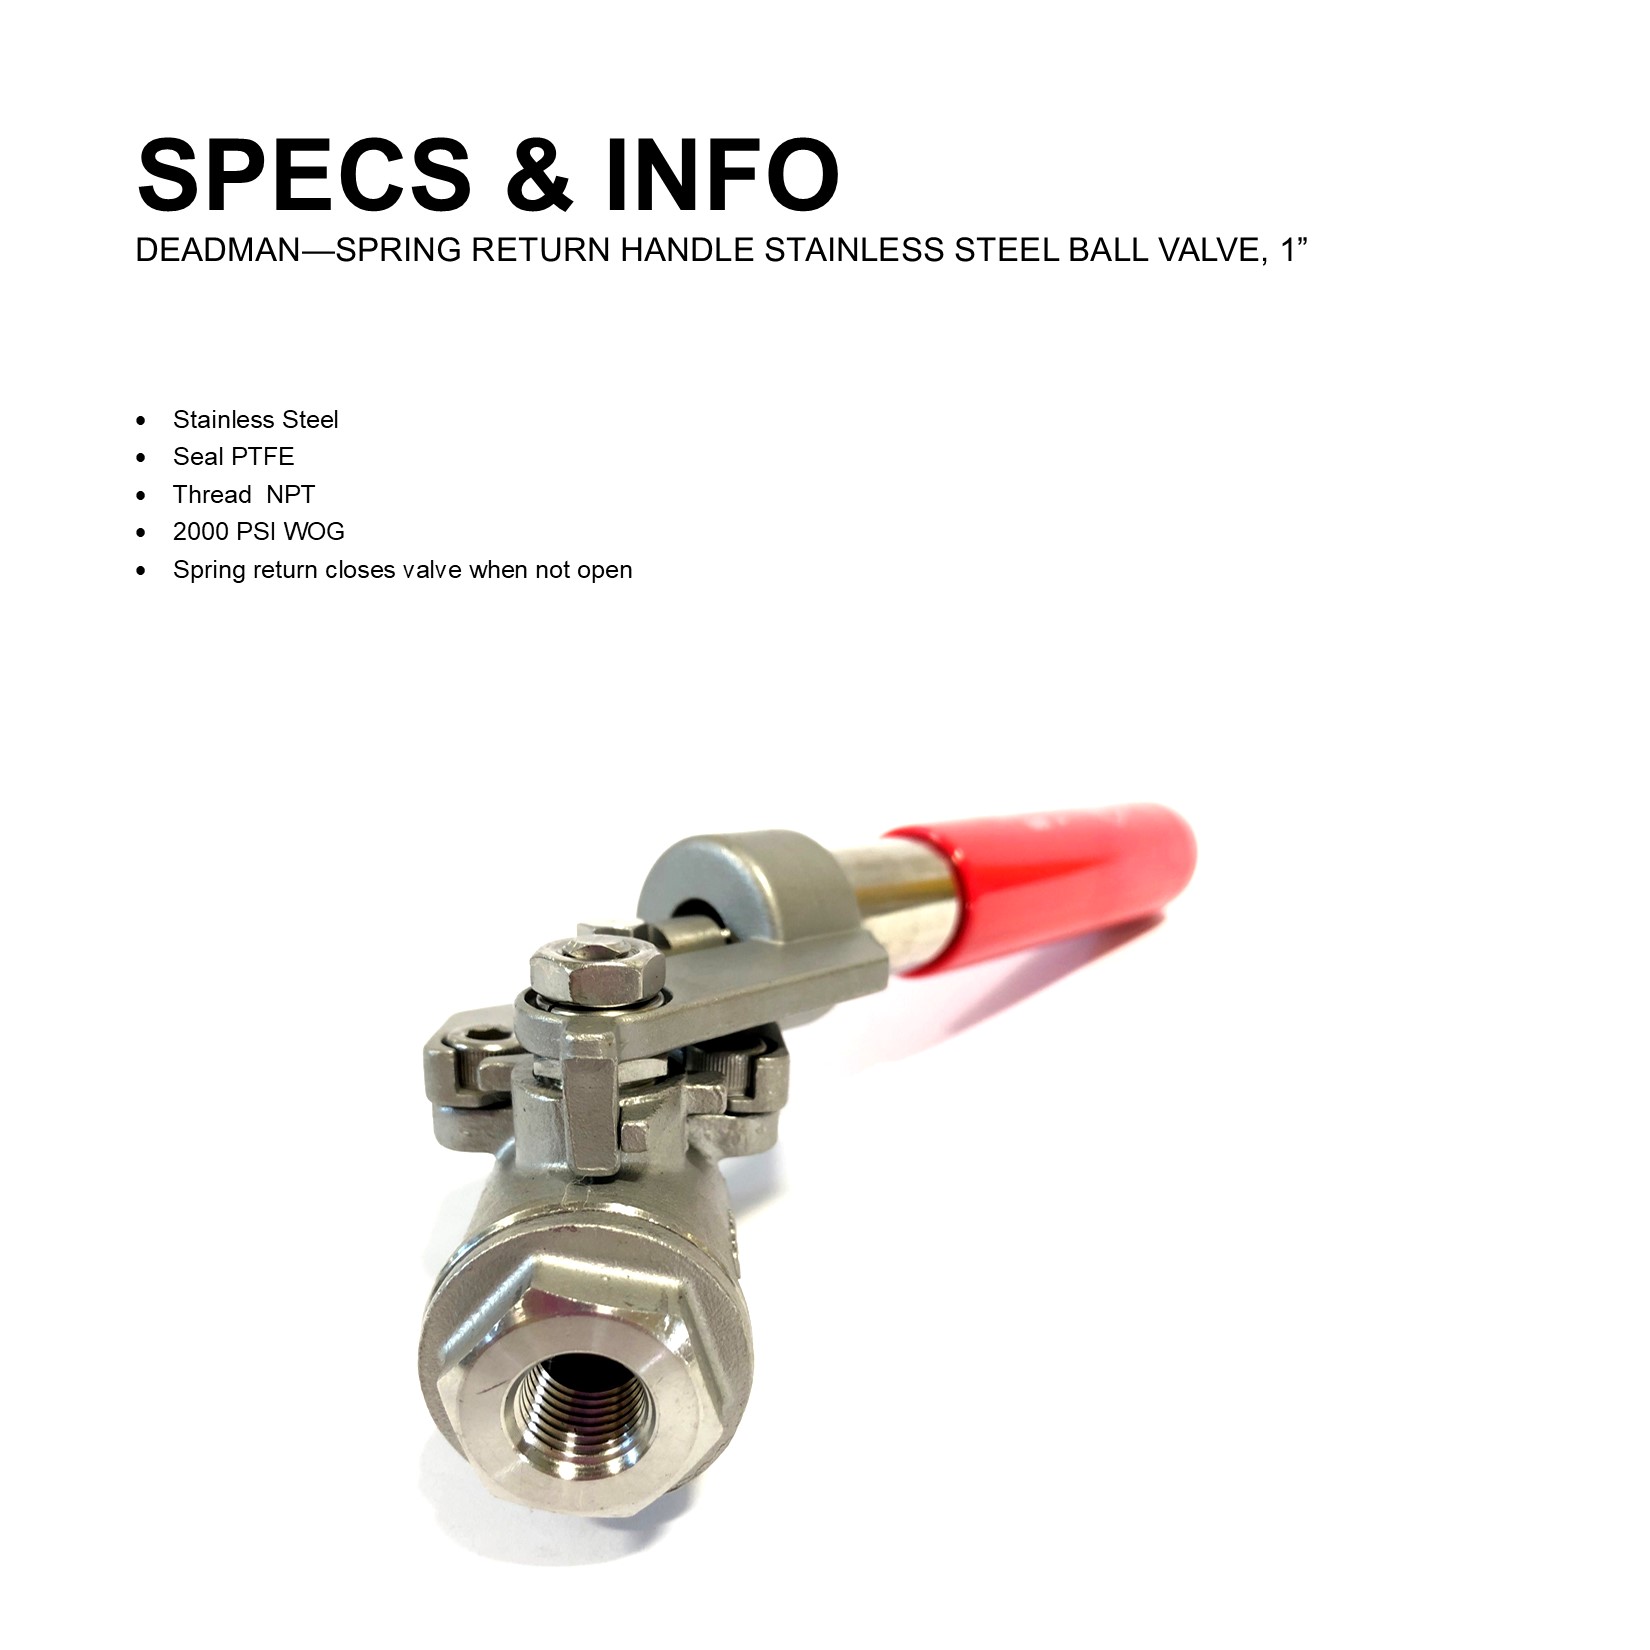 SPECS & INFO
DEADMAN—SPRING RETURN HANDLE STAINLESS STEEL BALL VALVE, 1”
• Stainless Steel
• Seal PTFE
• Thread  NPT
• 2000 PSI WOG
• Spring return closes valve when not open